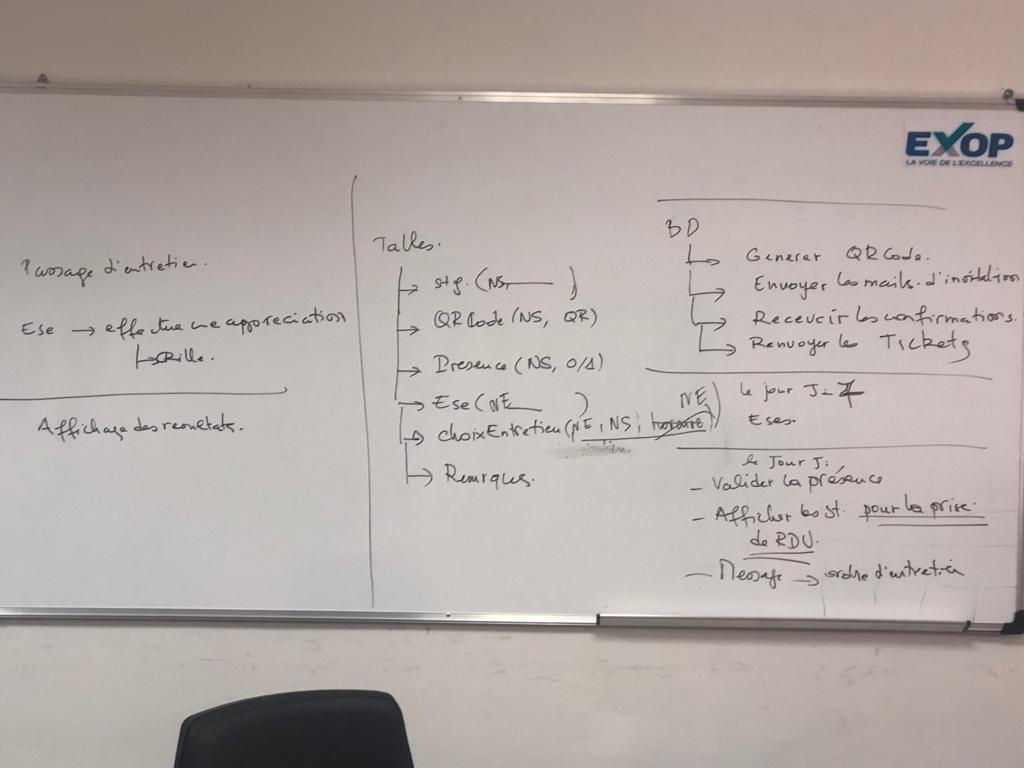 Passage d'entretien.
Ese → effectue une appreciation
↳ Grille.
Affichage des resultats.
Tables.
stg. (NS, ___ )
QRCode (NS, QR)
Presence (NS, 0/1)
Ese (NE ___ )
NE
choixEntretien (NE, NS,
Remrques.
EXOP
LA VOIE DE L'EXCELLENCE
BD
Generer QRCode.
Envoyer les mails. d'invitation
Recevoir les confirmations.
Renvoyer les Tickets
le jour J-7
Eses.
le Jour J:
- Valider la présence
- Afficher les st. pour la prise
de RDV.
- Message → ordre d'entretien